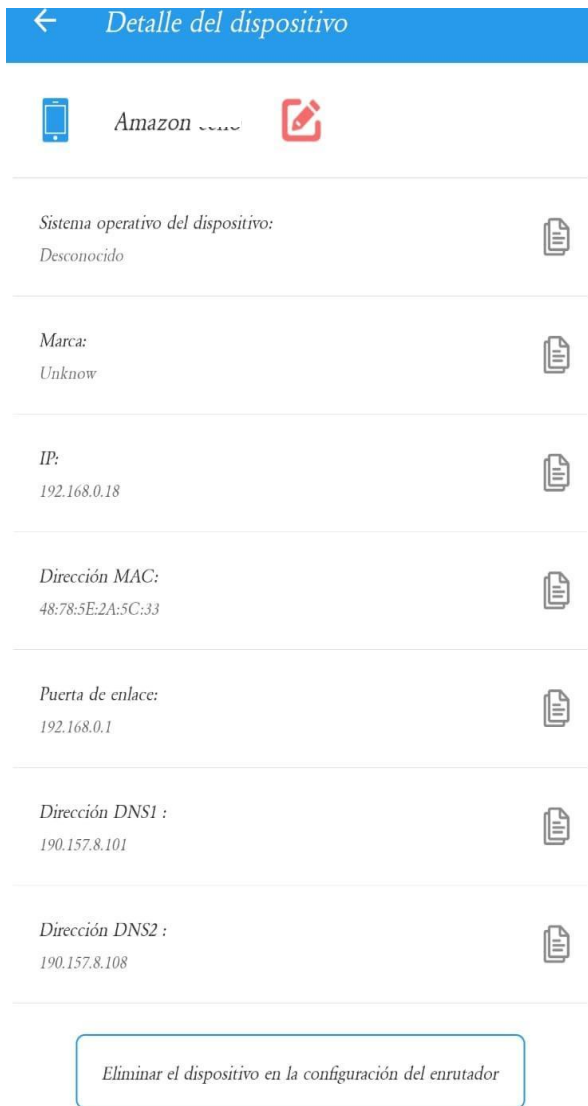 Detalle del dispositivo
Amazon
Sistema operativo del dispositivo:
Desconocido
Marca:
Unknow
IP:
192.168.0.18
Dirección MAC:
48:78:5E:2A:5C:33
Puerta de enlace:
192.168.0.1
Dirección DNS1 :
190.157.8.101
Dirección DNS2 :
190.157.8.108
Eliminar el dispositivo en la configuración del enrutador